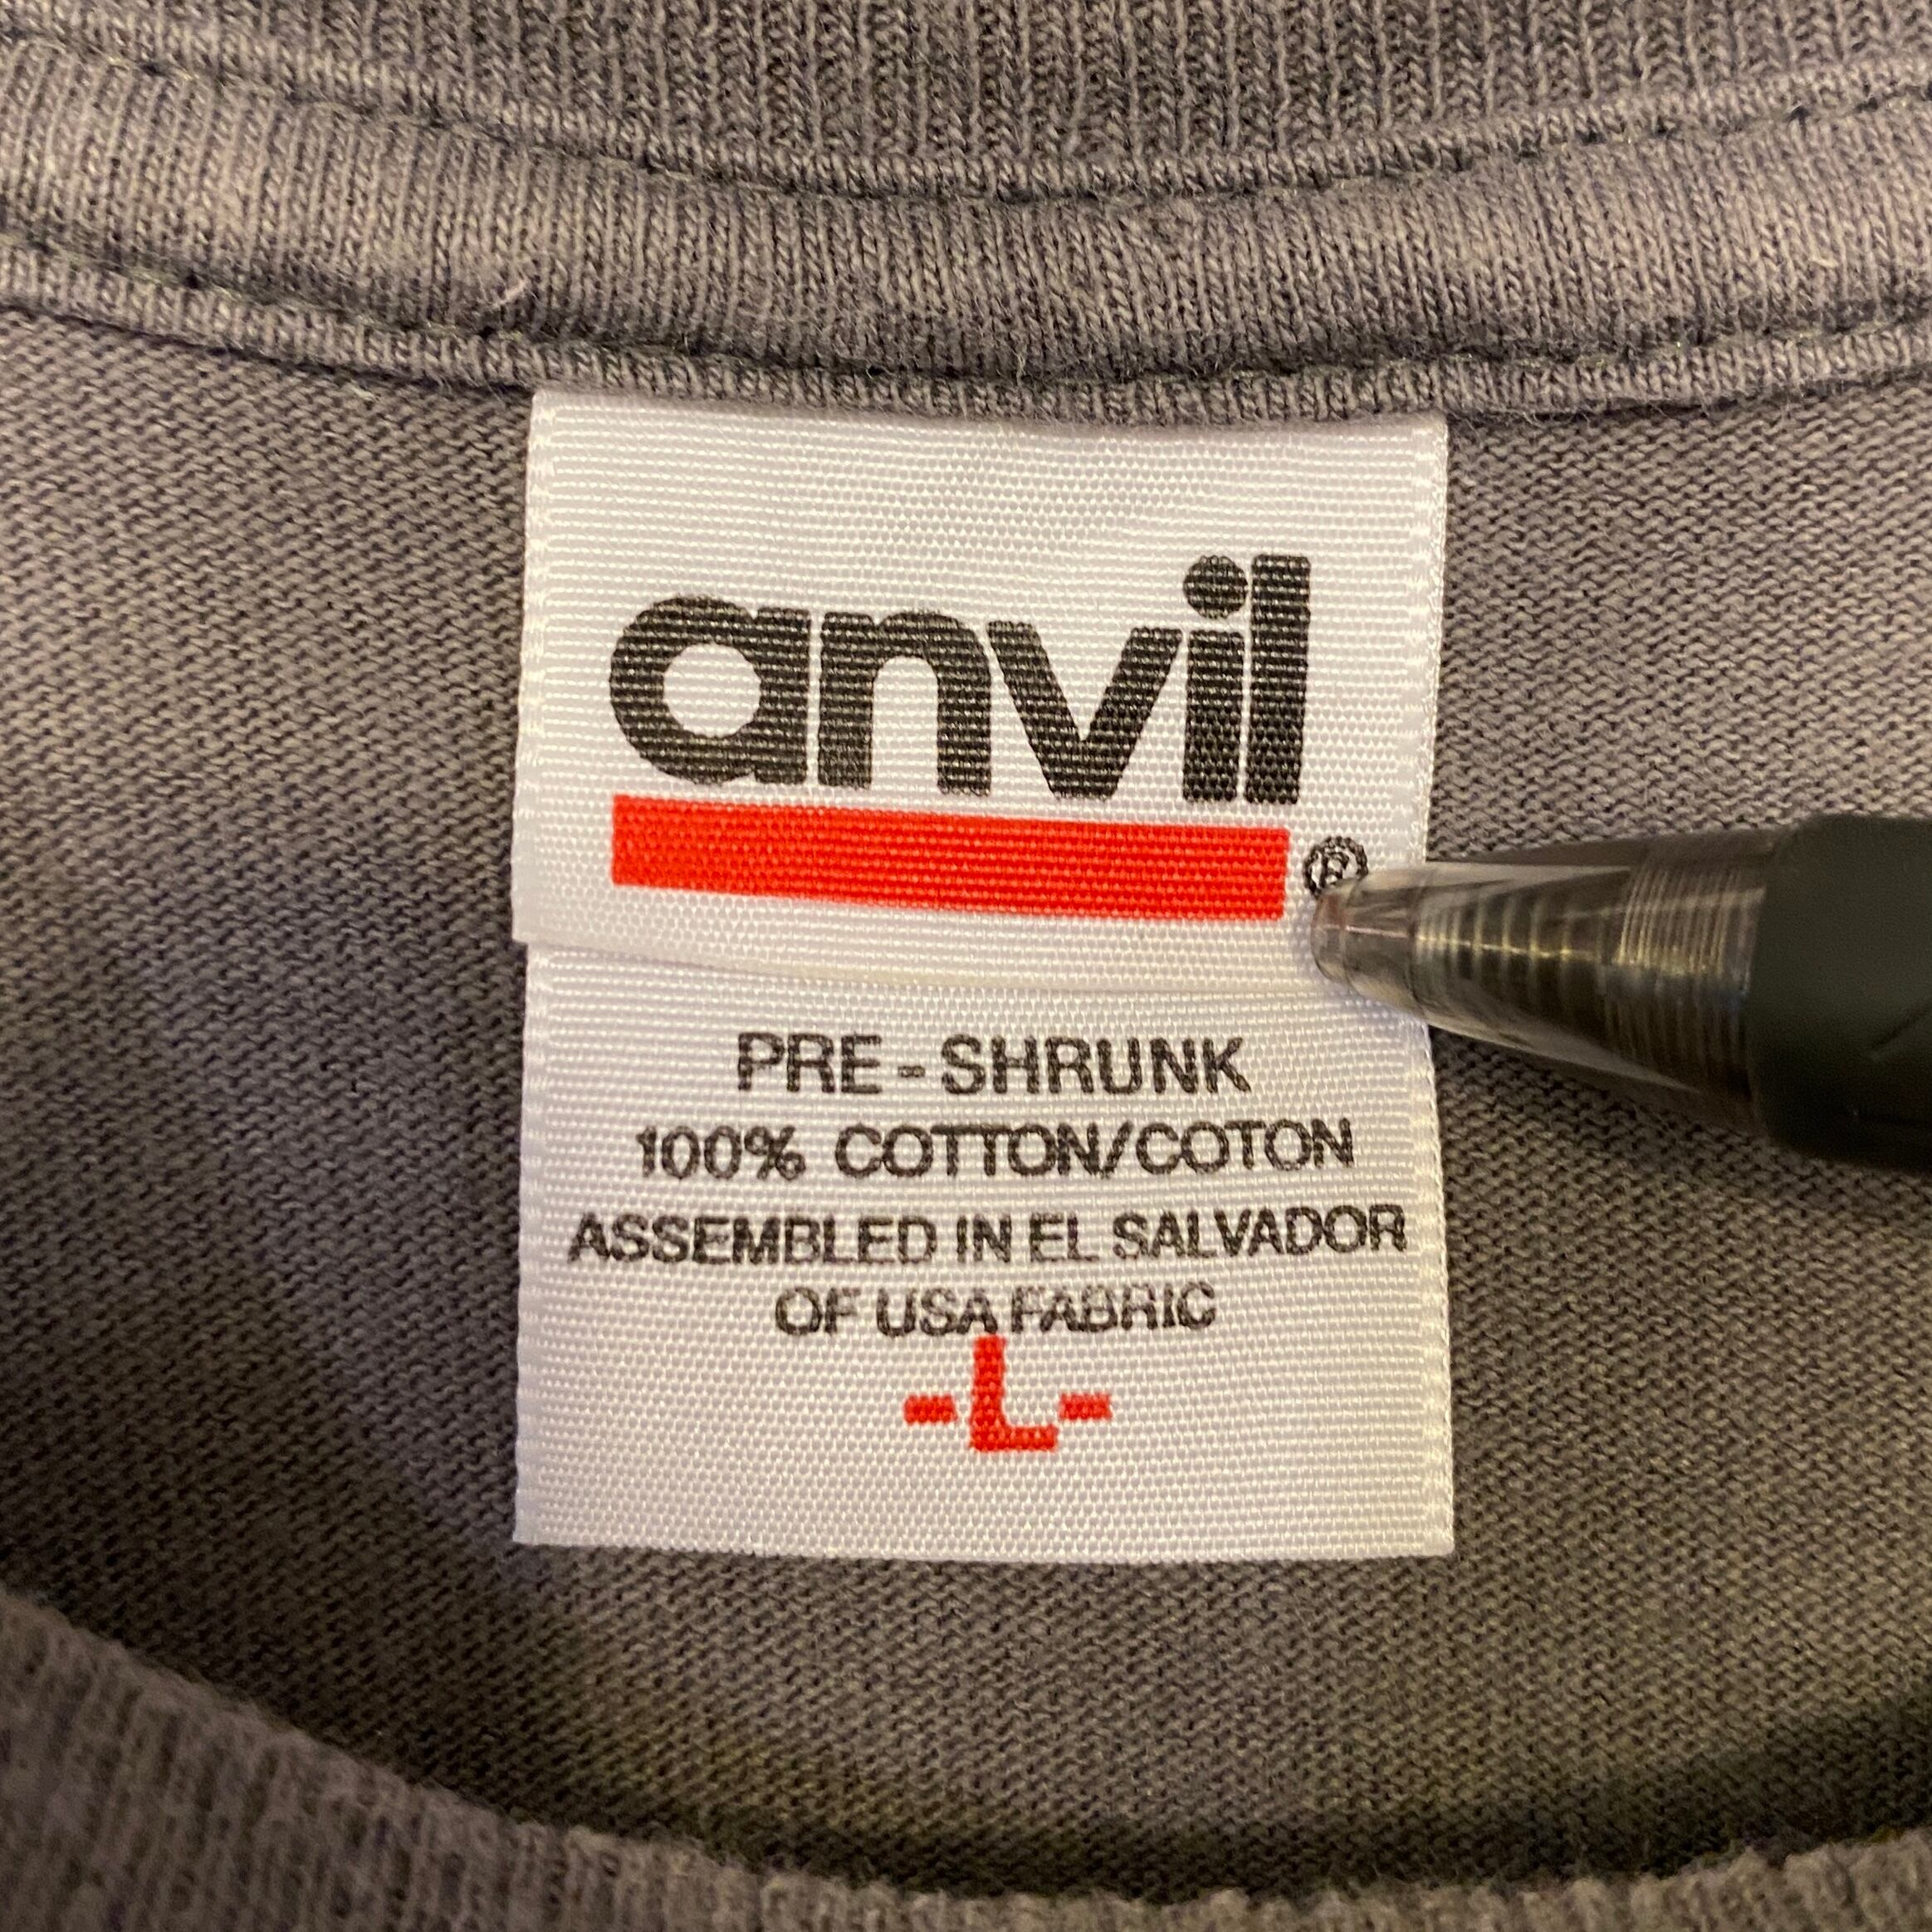 anvil
®
PRE-SHRUNK
100% COTTON/COTON
ASSEMBLED IN EL SALVADOR
OF USA FABRIC
-L-